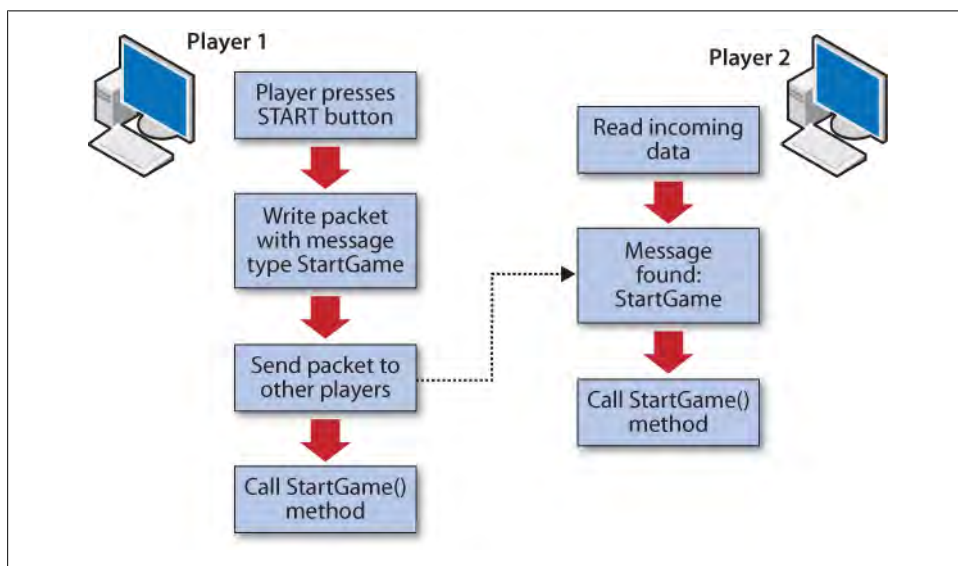 Player 1
Player presses
START button
Write packet
with message
type StartGame
Send packet to
other players
Call StartGame()
method
Player 2
Read incoming
data
Message
found:
StartGame
Call StartGame()
method